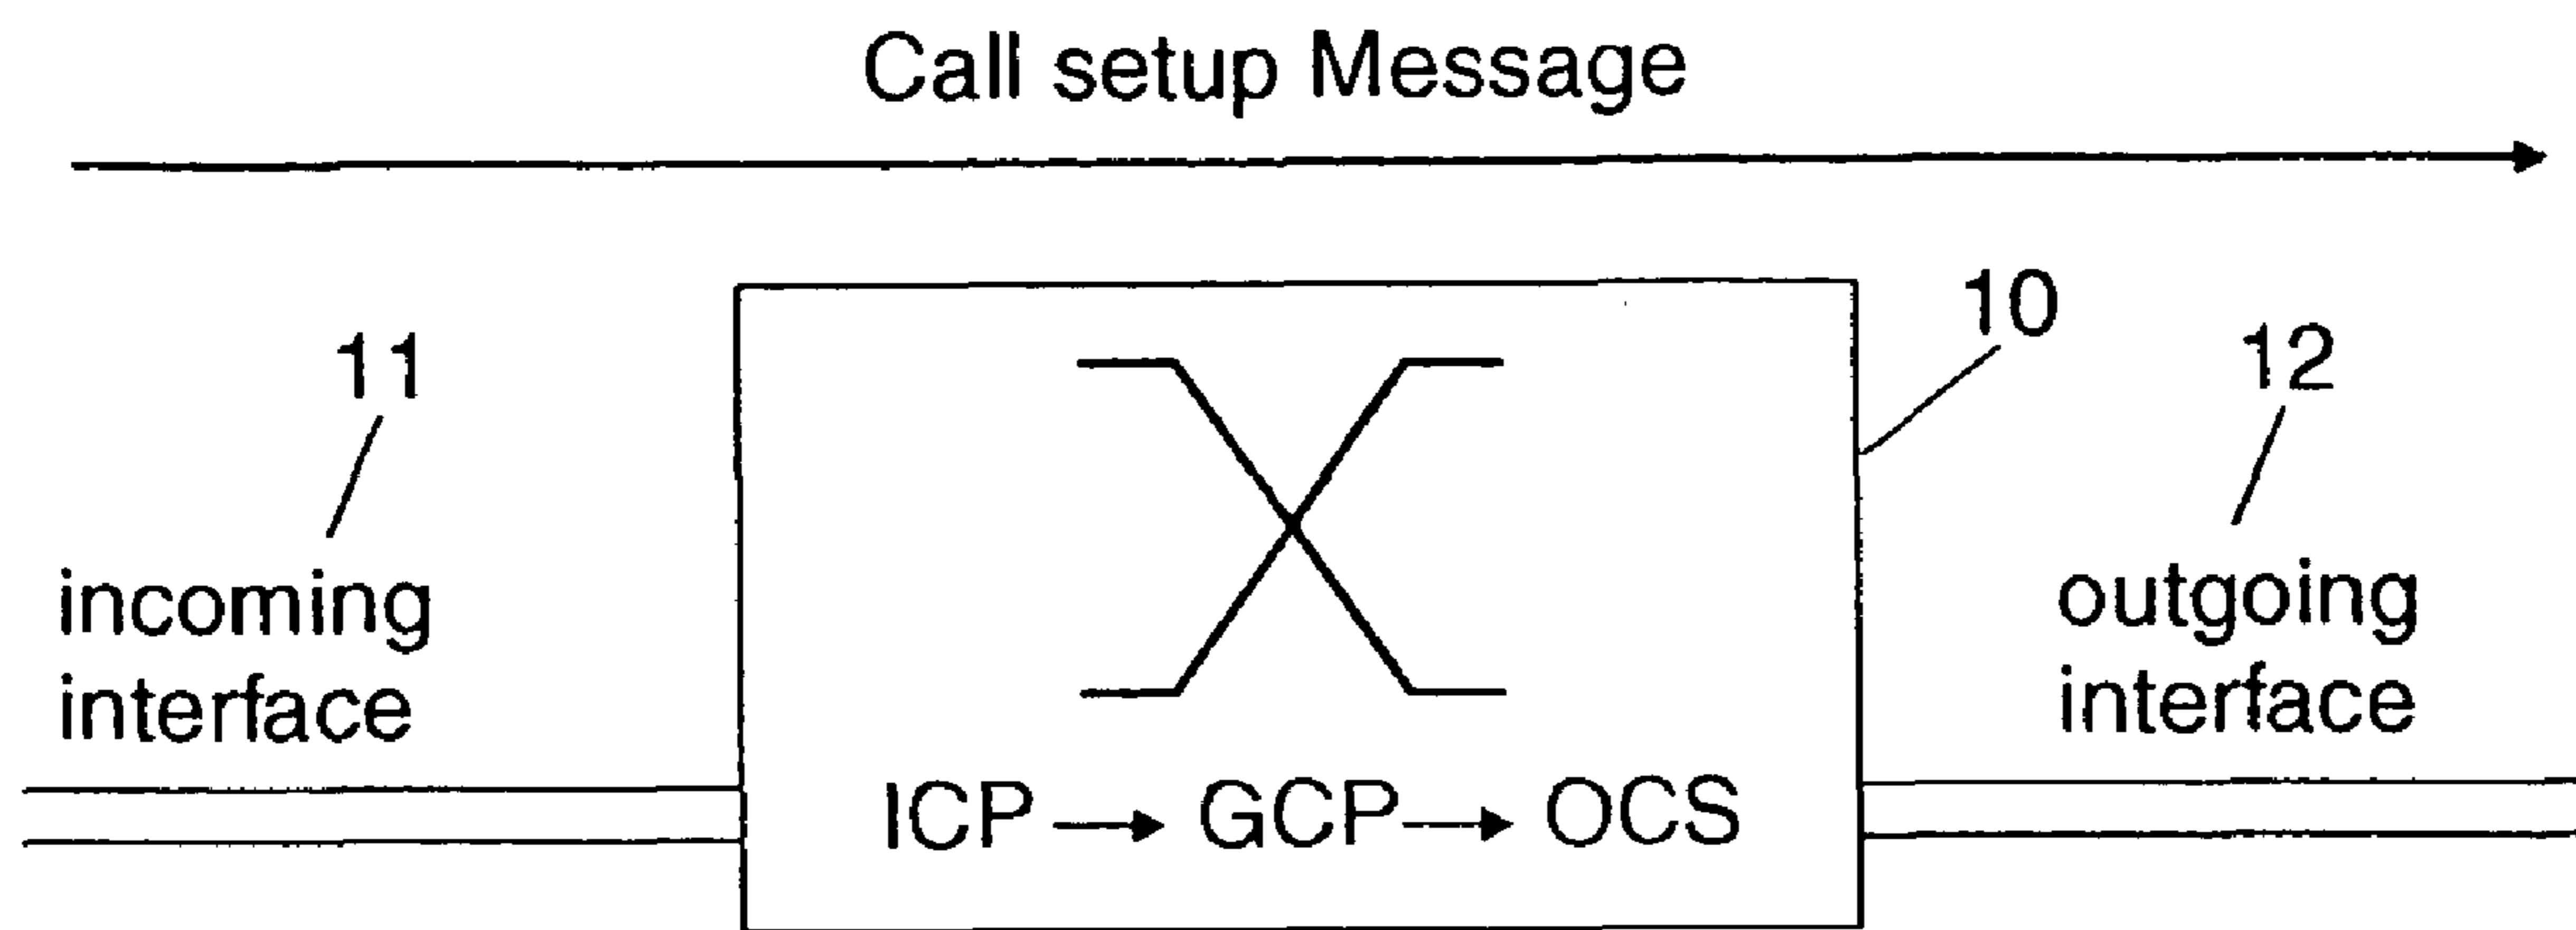 Call setup Message
10
11
12
incoming
interface
outgoing
interface
ICP → GCP → OCS